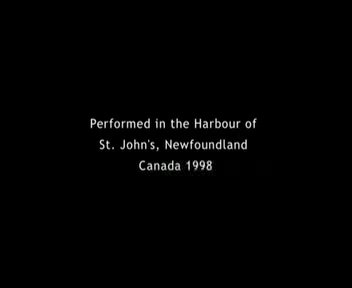 Performed in the Harbour of
St. John's, Newfoundland
Canada 1998